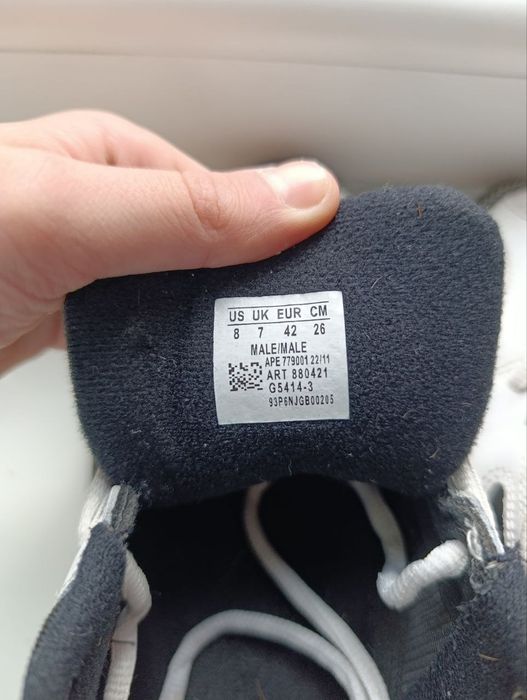 US UK EUR CM
8 7 42 26
MALE/MALE
APE 779001 22/11
ART 880421
G5414-3
93P6NJGB00205